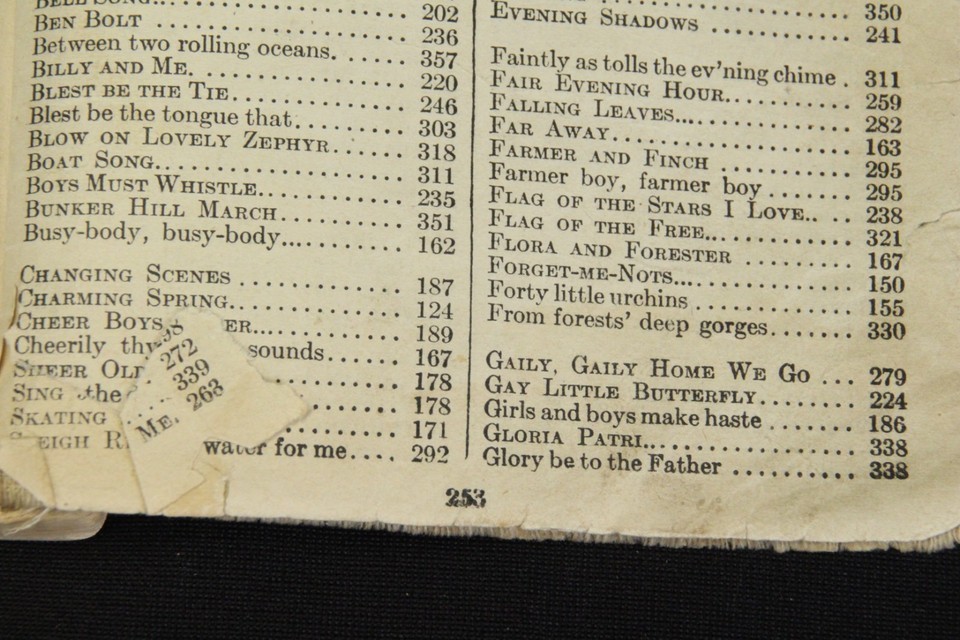 BELL SONG... 202
BEN BOLT ........ 236
Between two rolling oceans. ...... 357
BILLY AND ME. ........ 220
BLEST BE THE TIE ........ 246
Blest be the tongue that ........ 303
BLOW ON LOVELY ZEPHYR ...... 318
BOAT SONG ........ 311
BOYS MUST WHISTLE ........ 235
BUNKER HILL MARCH ........ 351
Busy-body, busy-body ........ 162
CHANGING SCENES ........ 187
CHARMING SPRING ........ 124
CHEER BOYS ER ........ 189
Cheerily sounds ...... 167
........ 178
SING the ........ 178
SKATING ........ 171
water for me .... 292
272
339
ME. 263
350
EVENING SHADOWS ........ 241
Faintly as tolls the ev'ning chime . 311
FAIR EVENING HOUR ........ 259
FALLING LEAVES ........ 282
FAR AWAY ........ 163
FARMER AND FINCH ........ 295
Farmer boy, farmer boy ...... 295
FLAG OF THE STARS I LOVE .... 238
FLAG OF THE FREE ........ 321
FLORA AND FORESTER ........ 167
FORGET-ME-NOTS ........ 150
Forty little urchins ........ 155
From forests' deep gorges ...... 330
GAILY, GAILY HOME WE GO ... 279
GAY LITTLE BUTTERFLY ........ 224
Girls and boys make haste ....... 186
GLORIA PATRI ........ 338
Glory be to the Father ........ 338
253